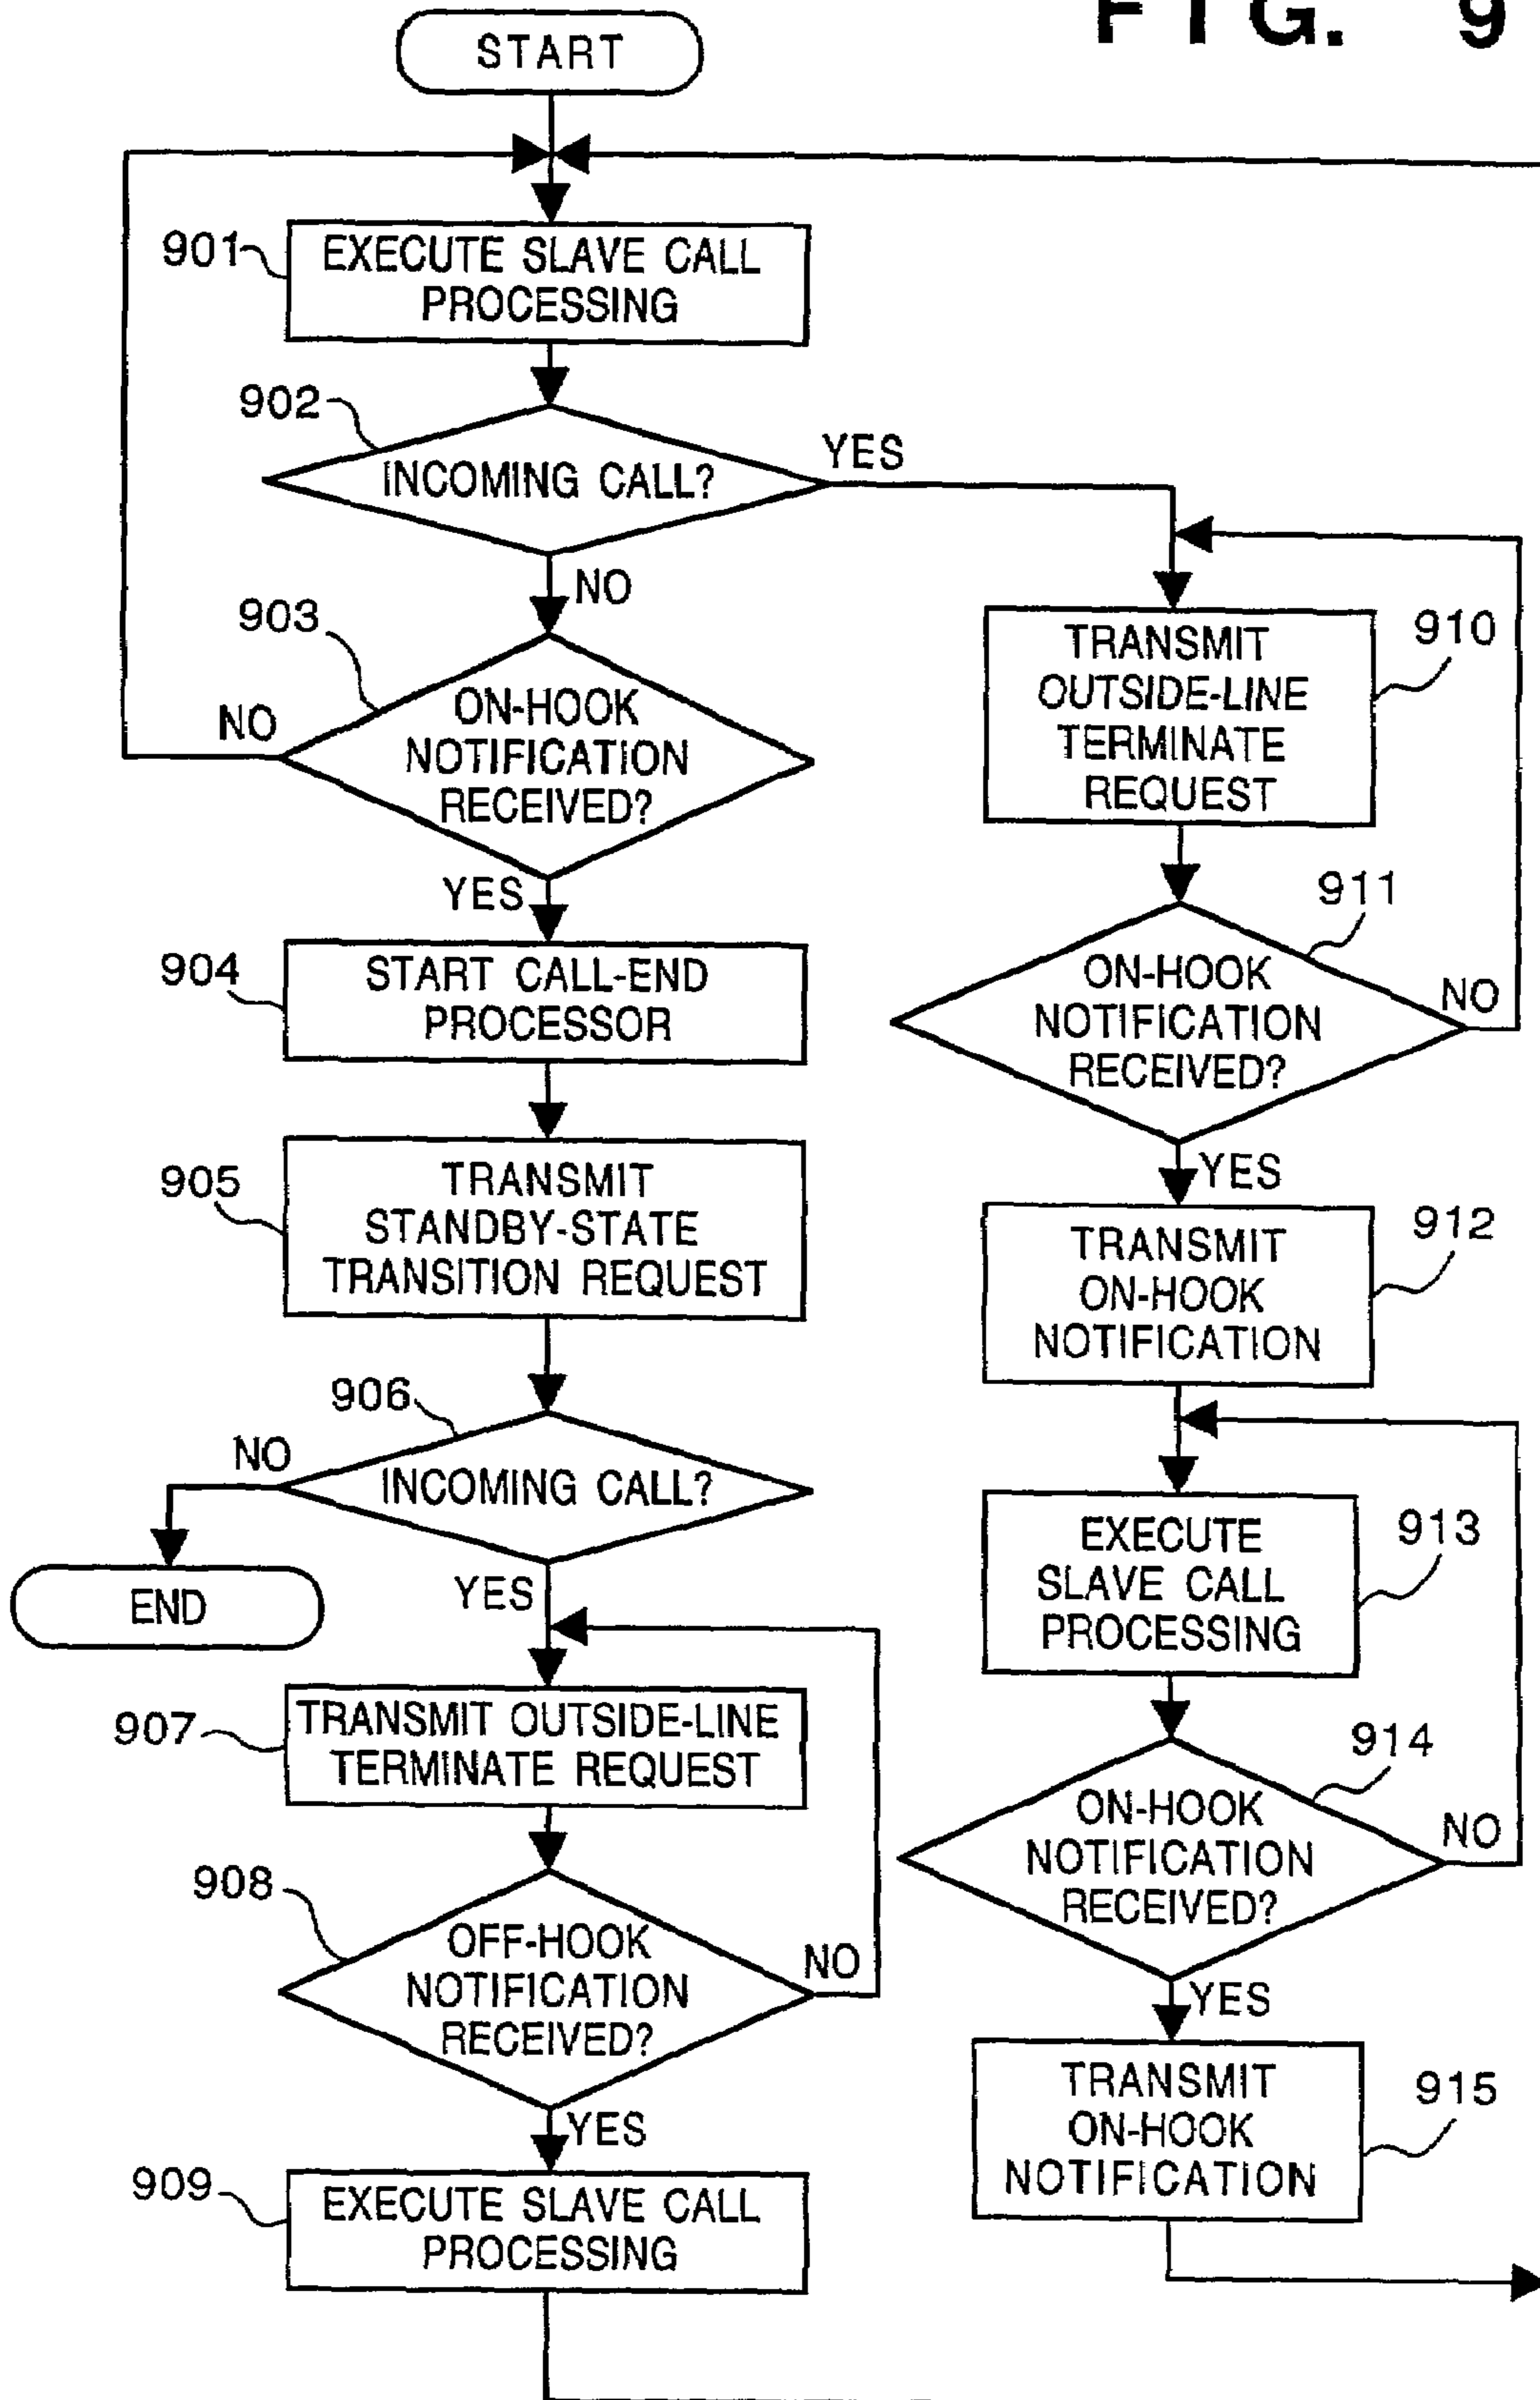 FIG. 9
START
901
EXECUTE SLAVE CALL
PROCESSING
902
INCOMING CALL?
YES
NO
903
ON-HOOK
NOTIFICATION
RECEIVED?
NO
YES
904
START CALL-END
PROCESSOR
905
TRANSMIT
STANDBY-STATE
TRANSITION REQUEST
906
INCOMING CALL?
NO
END
YES
907
TRANSMIT OUTSIDE-LINE
TERMINATE REQUEST
908
OFF-HOOK
NOTIFICATION
RECEIVED?
NO
YES
909
EXECUTE SLAVE CALL
PROCESSING
TRANSMIT
OUTSIDE-LINE
TERMINATE
REQUEST
910
911
ON-HOOK
NOTIFICATION
RECEIVED?
NO
YES
912
TRANSMIT
ON-HOOK
NOTIFICATION
913
EXECUTE
SLAVE CALL
PROCESSING
914
ON-HOOK
NOTIFICATION
RECEIVED?
NO
YES
915
TRANSMIT
ON-HOOK
NOTIFICATION